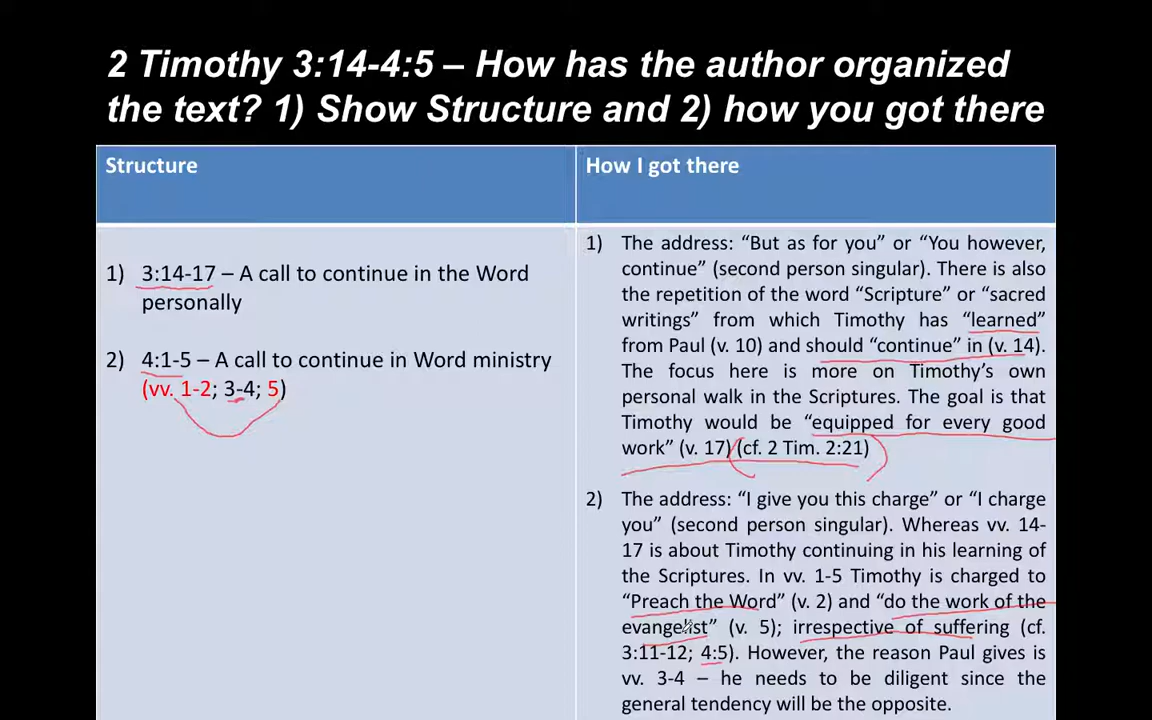 2 Timothy 3:14-4:5 – How has the author organized
the text? 1) Show Structure and 2) how you got there
Structure
How I got there
1) 3:14-17 – A call to continue in the Word
personally
2) 4:1-5 – A call to continue in Word ministry
(vv. 1-2; 3-4; 5)
1) The address: “But as for you” or “You however,
continue” (second person singular). There is also
the repetition of the word “Scripture” or “sacred
writings” from which Timothy has “learned”
from Paul (v. 10) and should “continue” in (v. 14).
The focus here is more on Timothy’s own
personal walk in the Scriptures. The goal is that
Timothy would be “equipped for every good
work” (v. 17) (cf. 2 Tim. 2:21)
2) The address: “I give you this charge” or “I charge
you” (second person singular). Whereas vv. 14-
17 is about Timothy continuing in his learning of
the Scriptures. In vv. 1-5 Timothy is charged to
“Preach the Word” (v. 2) and “do the work of the
evangelist” (v. 5); irrespective of suffering (cf.
3:11-12; 4:5). However, the reason Paul gives is
vv. 3-4 – he needs to be diligent since the
general tendency will be the opposite.